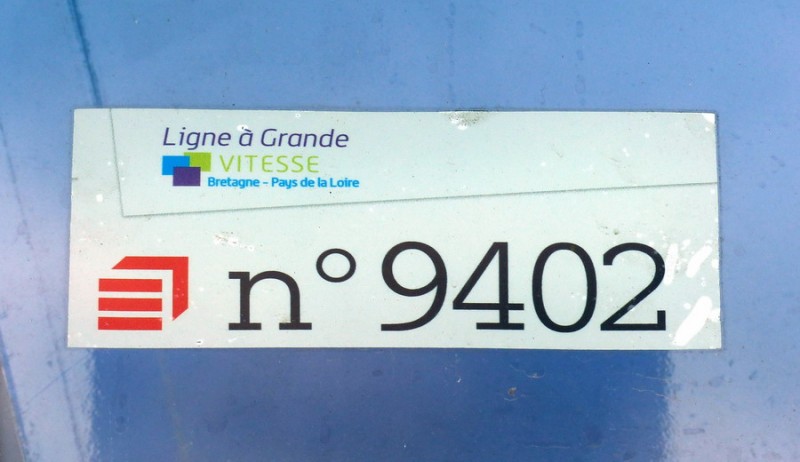 Ligne à Grande
VITESSE
Bretagne - Pays de la Loire
n° 9402